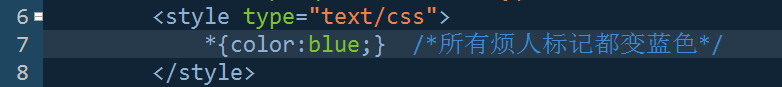 6 <style type="text/css">
7 *{color:blue;} /*所有烦人标记都变蓝色*/
8 </style>